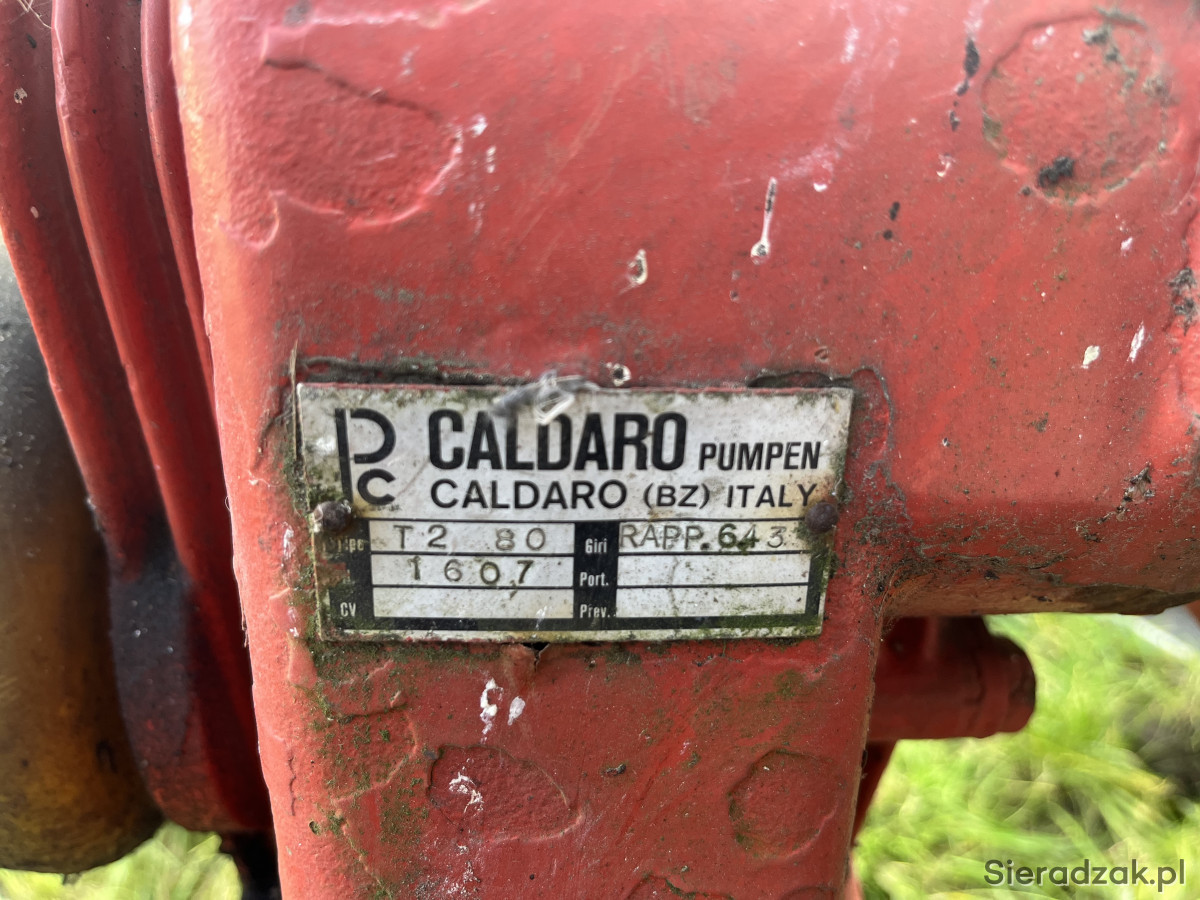 PC CALDARO PUMPEN
CALDARO (BZ) ITALY
T2 80 Giri RAPP.643
1607 Port.
CV Prev.
Sieradzak.pl